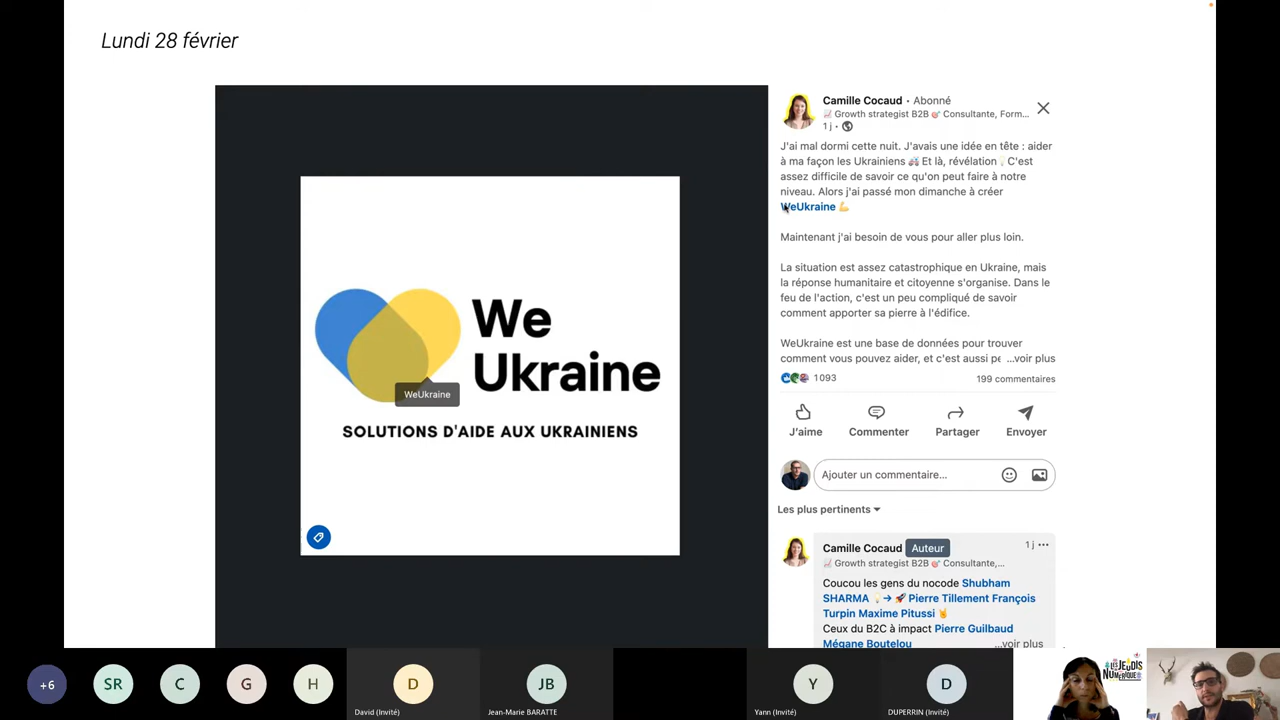 Lundi 28 février
We
Ukraine
WeUkraine
SOLUTIONS D'AIDE AUX UKRAINIENS
Camille Cocaud • Abonné
Growth strategist B2B Consultante, Form...
1 j •
J'ai mal dormi cette nuit. J'avais une idée en tête : aider
à ma façon les Ukrainiens Et là, révélation C'est
assez difficile de savoir ce qu'on peut faire à notre
niveau. Alors j'ai passé mon dimanche à créer
WeUkraine
Maintenant j'ai besoin de vous pour aller plus loin.
La situation est assez catastrophique en Ukraine, mais
la réponse humanitaire et citoyenne s'organise. Dans le
feu de l'action, c'est un peu compliqué de savoir
comment apporter sa pierre à l'édifice.
WeUkraine est une base de données pour trouver
comment vous pouvez aider, et c'est aussi pe ...voir plus
1 093
199 commentaires
J'aime
Commenter
Partager
Envoyer
Ajouter un commentaire...
Les plus pertinents
Camille Cocaud Auteur
1 j •••
Growth strategist B2B Consultante,...
Coucou les gens du nocode Shubham
SHARMA → Pierre Tillement François
Turpin Maxime Pitussi
Ceux du B2C à impact Pierre Guilbaud
Mégane Boutelou ...voir plus
+6
SR
C
G
H
D
David (Invité)
JB
Jean-Marie BARATTE
Y
Yann (Invité)
D
DUPERRIN (Invité)
LES JEUDIS
NUMÉRIQUE